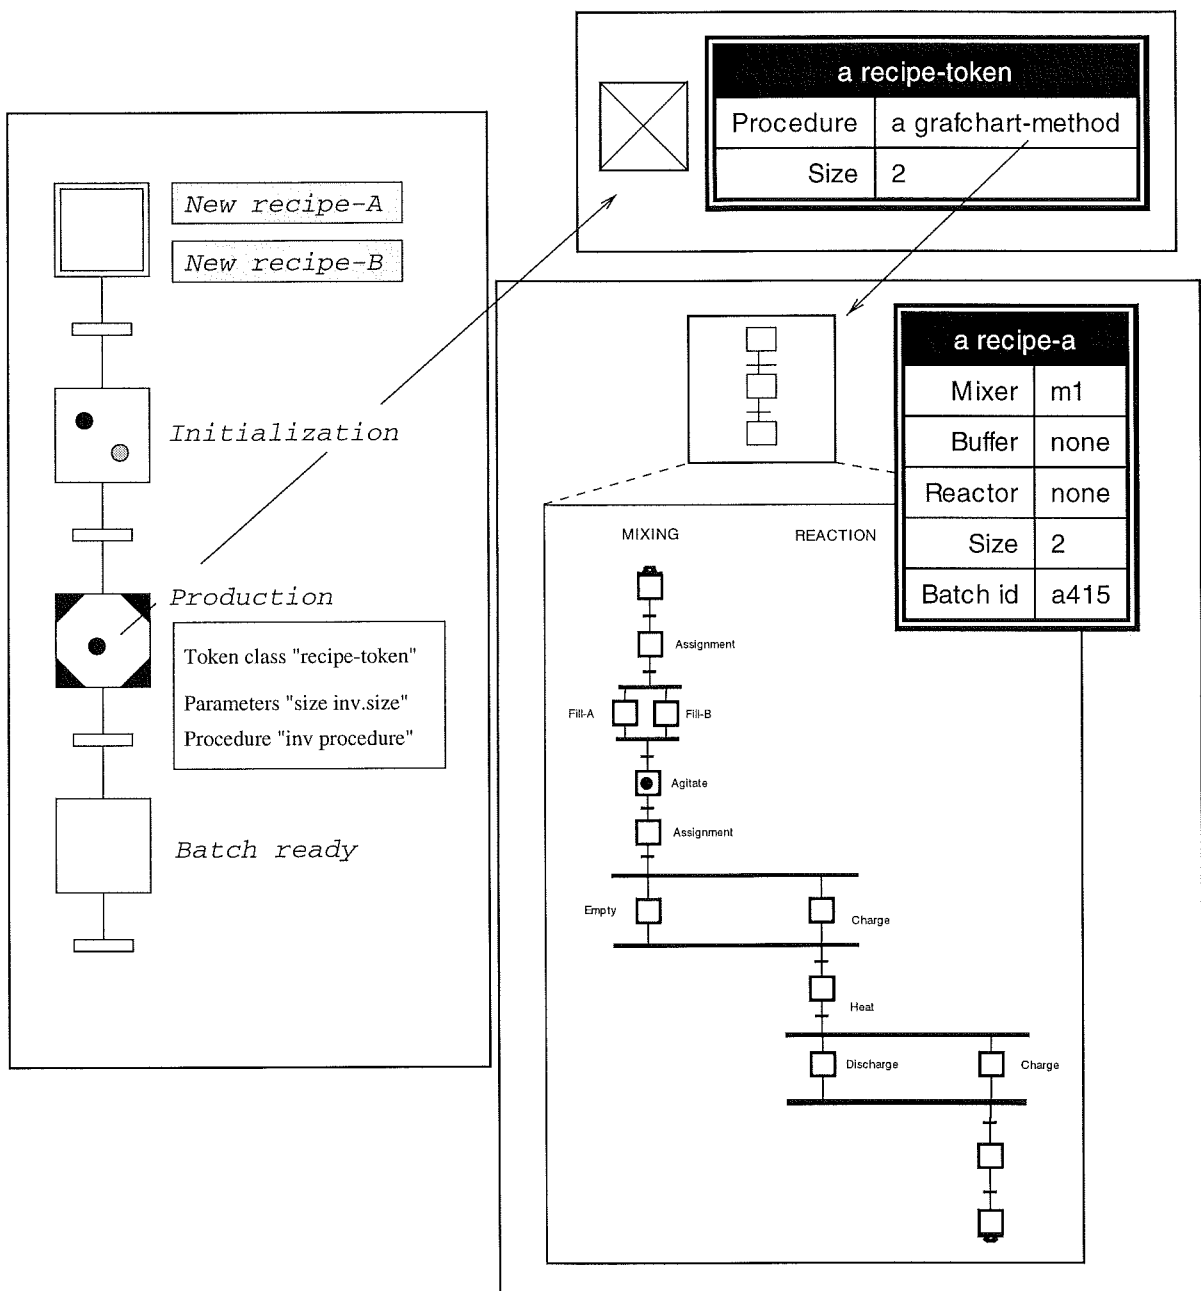 a recipe-token
Procedure a grafchart-method
Size 2
New recipe-A
New recipe-B
Initialization
Production
Token class "recipe-token"
Parameters "size inv.size"
Procedure "inv procedure"
Batch ready
a recipe-a
Mixer m1
Buffer none
Reactor none
Size 2
Batch id a415
MIXING REACTION
Assignment
Fill-A Fill-B
Agitate
Assignment
Empty Charge
Heat
Discharge Charge